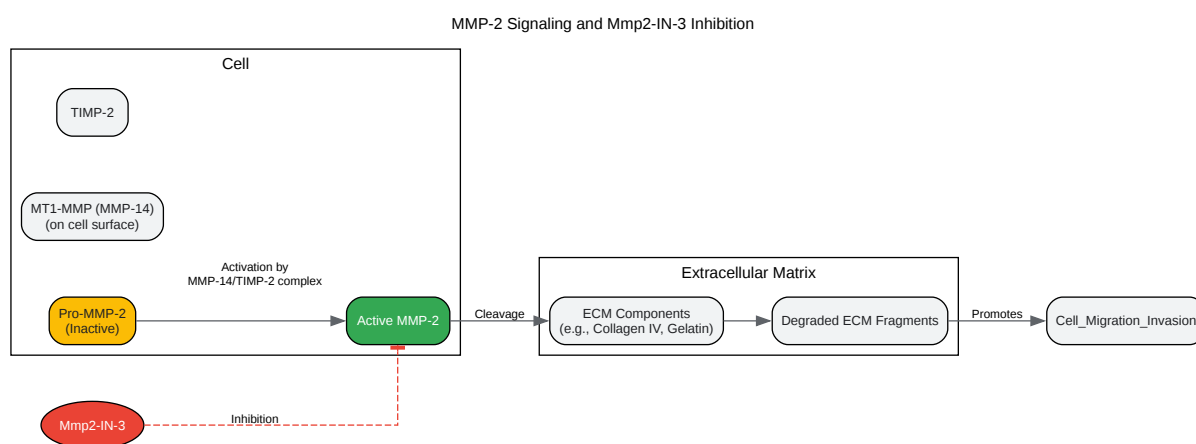 MMP-2 Signaling and Mmp2-IN-3 Inhibition
Cell
TIMP-2
MT1-MMP (MMP-14)
(on cell surface)
Activation by
MMP-14/TIMP-2 complex
Pro-MMP-2
(Inactive)
Active MMP-2
Cleavage
Extracellular Matrix
ECM Components
(e.g., Collagen IV, Gelatin)
Degraded ECM Fragments
Promotes
Cell_Migration_Invasion
Mmp2-IN-3
Inhibition